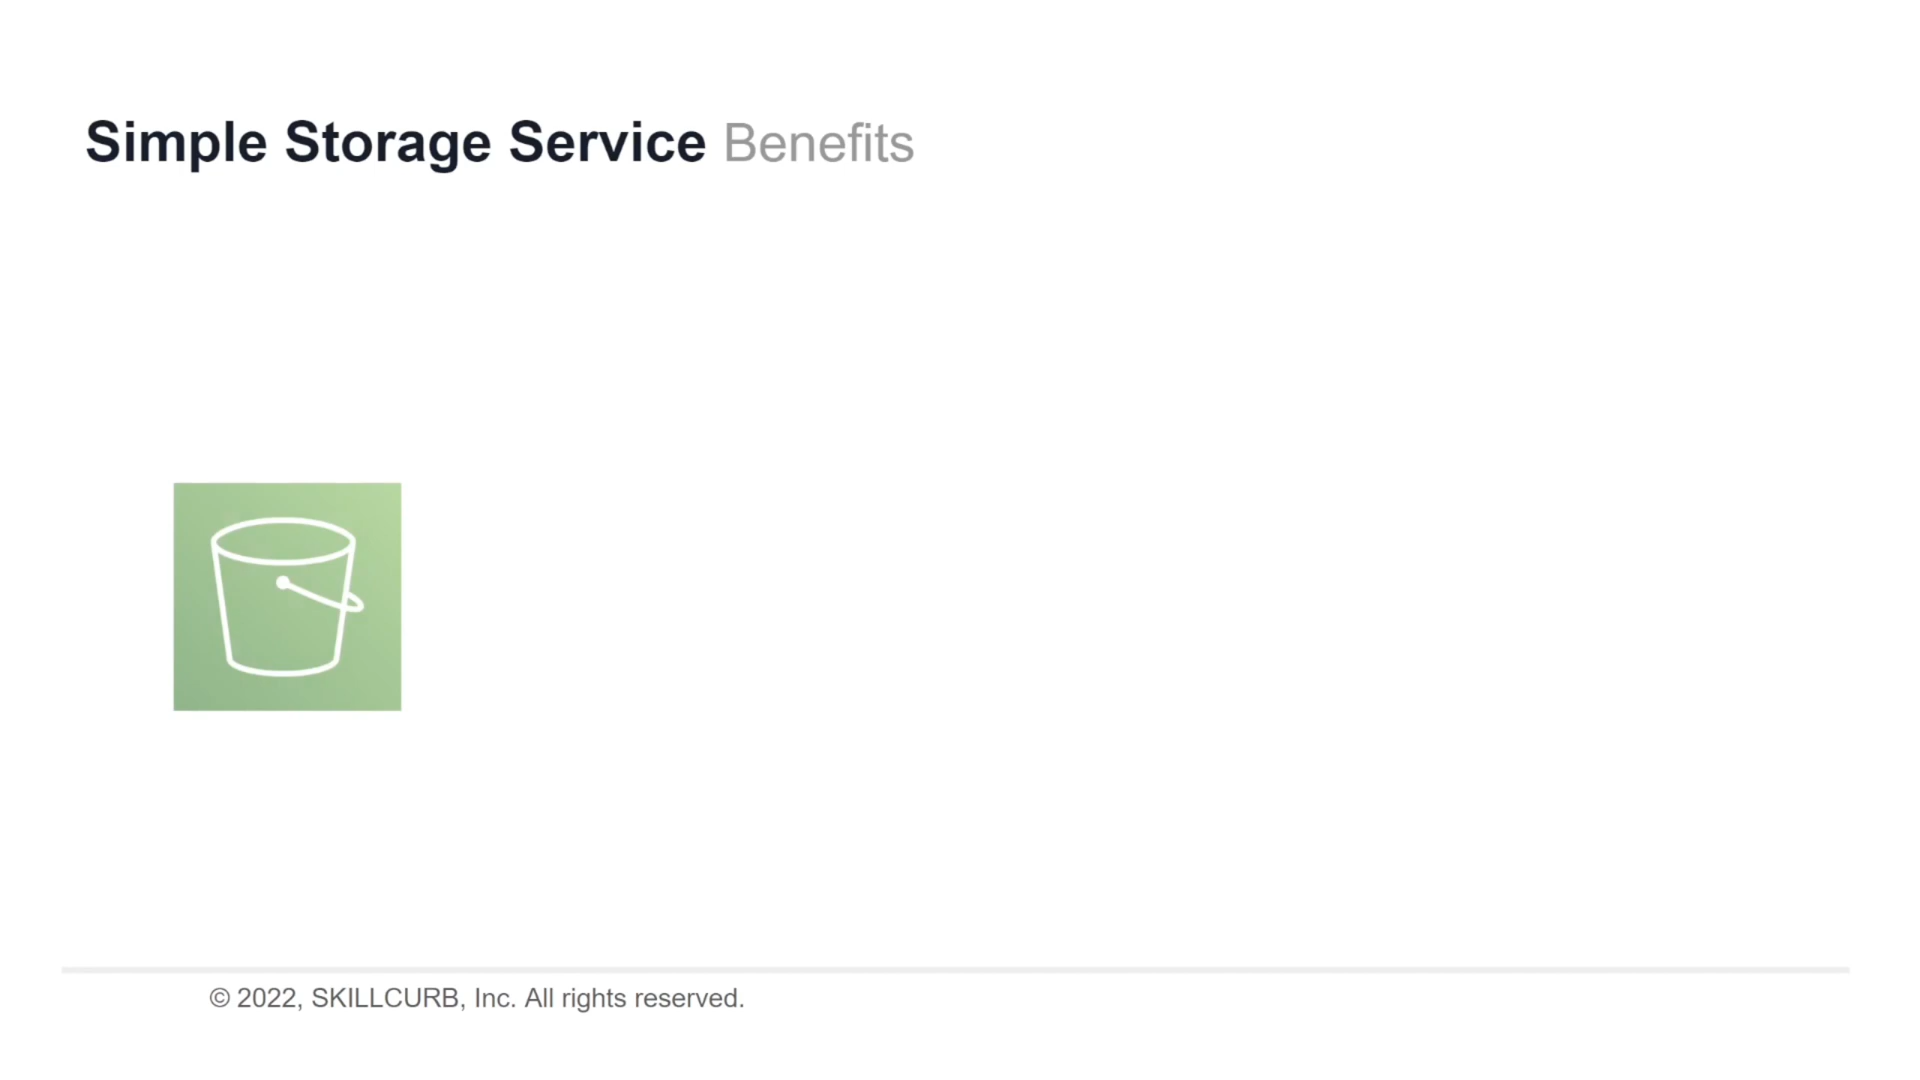 Simple Storage Service Benefits
© 2022, SKILLCURB, Inc. All rights reserved.